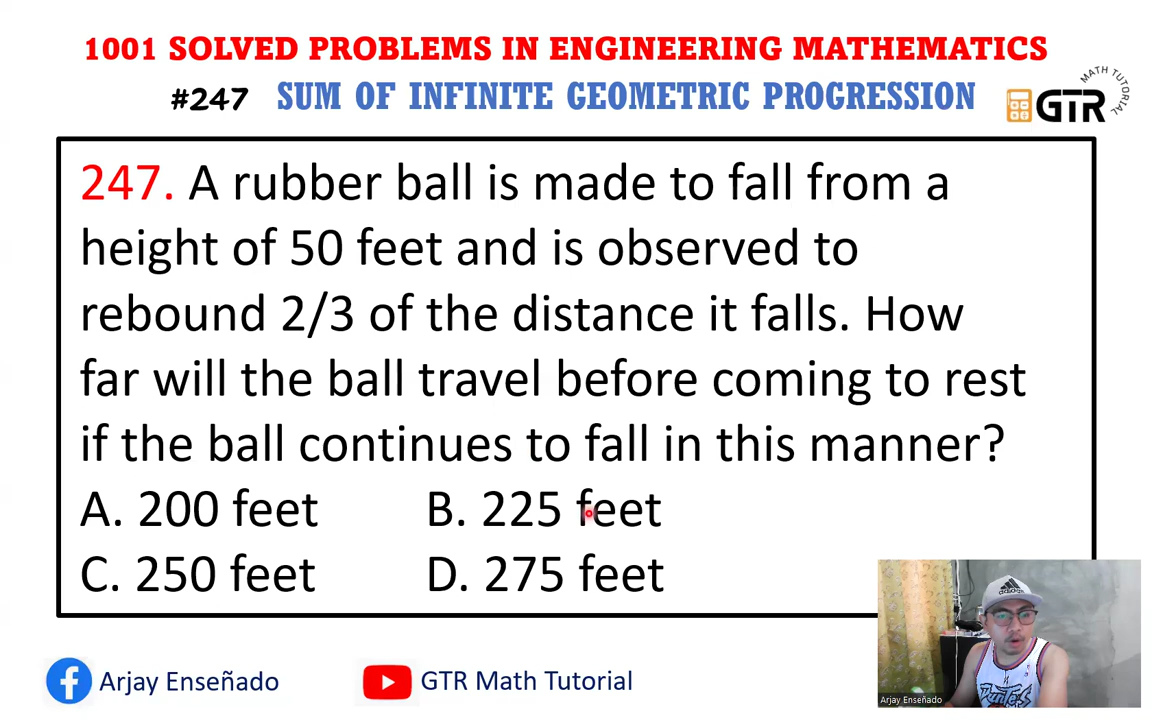 1001 SOLVED PROBLEMS IN ENGINEERING MATHEMATICS
#247 SUM OF INFINITE GEOMETRIC PROGRESSION
GTR MATH TUTORIAL
247. A rubber ball is made to fall from a
height of 50 feet and is observed to
rebound 2/3 of the distance it falls. How
far will the ball travel before coming to rest
if the ball continues to fall in this manner?
A. 200 feet B. 225 feet
C. 250 feet D. 275 feet
adidas
Arjay Enseñado
GTR Math Tutorial
Arjay Enseñado